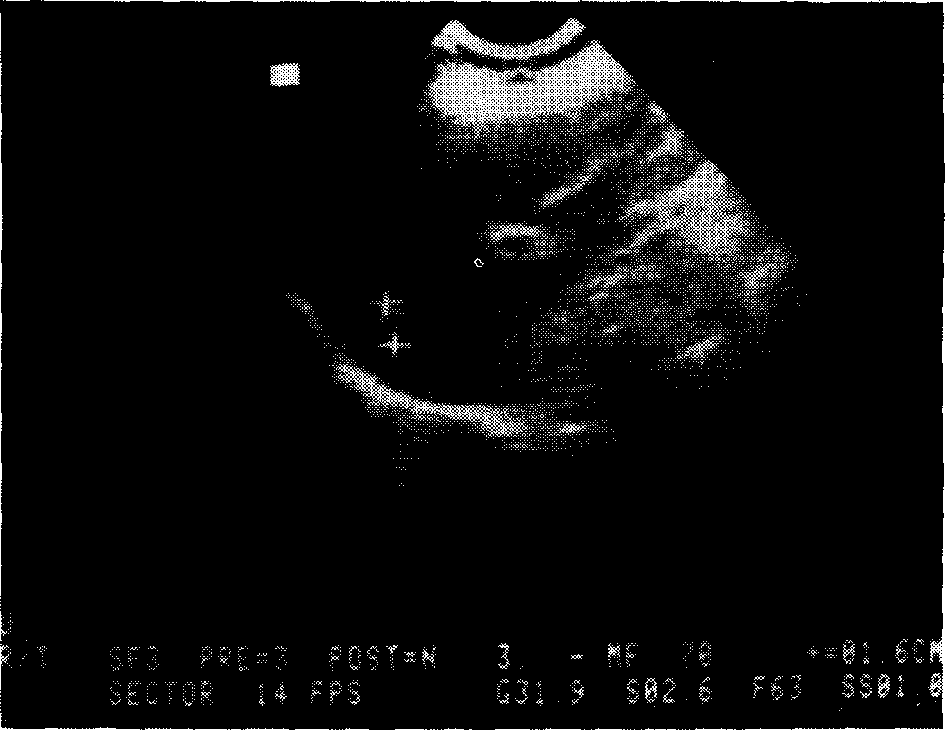 R/T SF3 PRE=3 POST=N 3. - MF 70 +=01.6CM
SECTOR 14 FPS G31.9 S02.6 F63 SS01.0